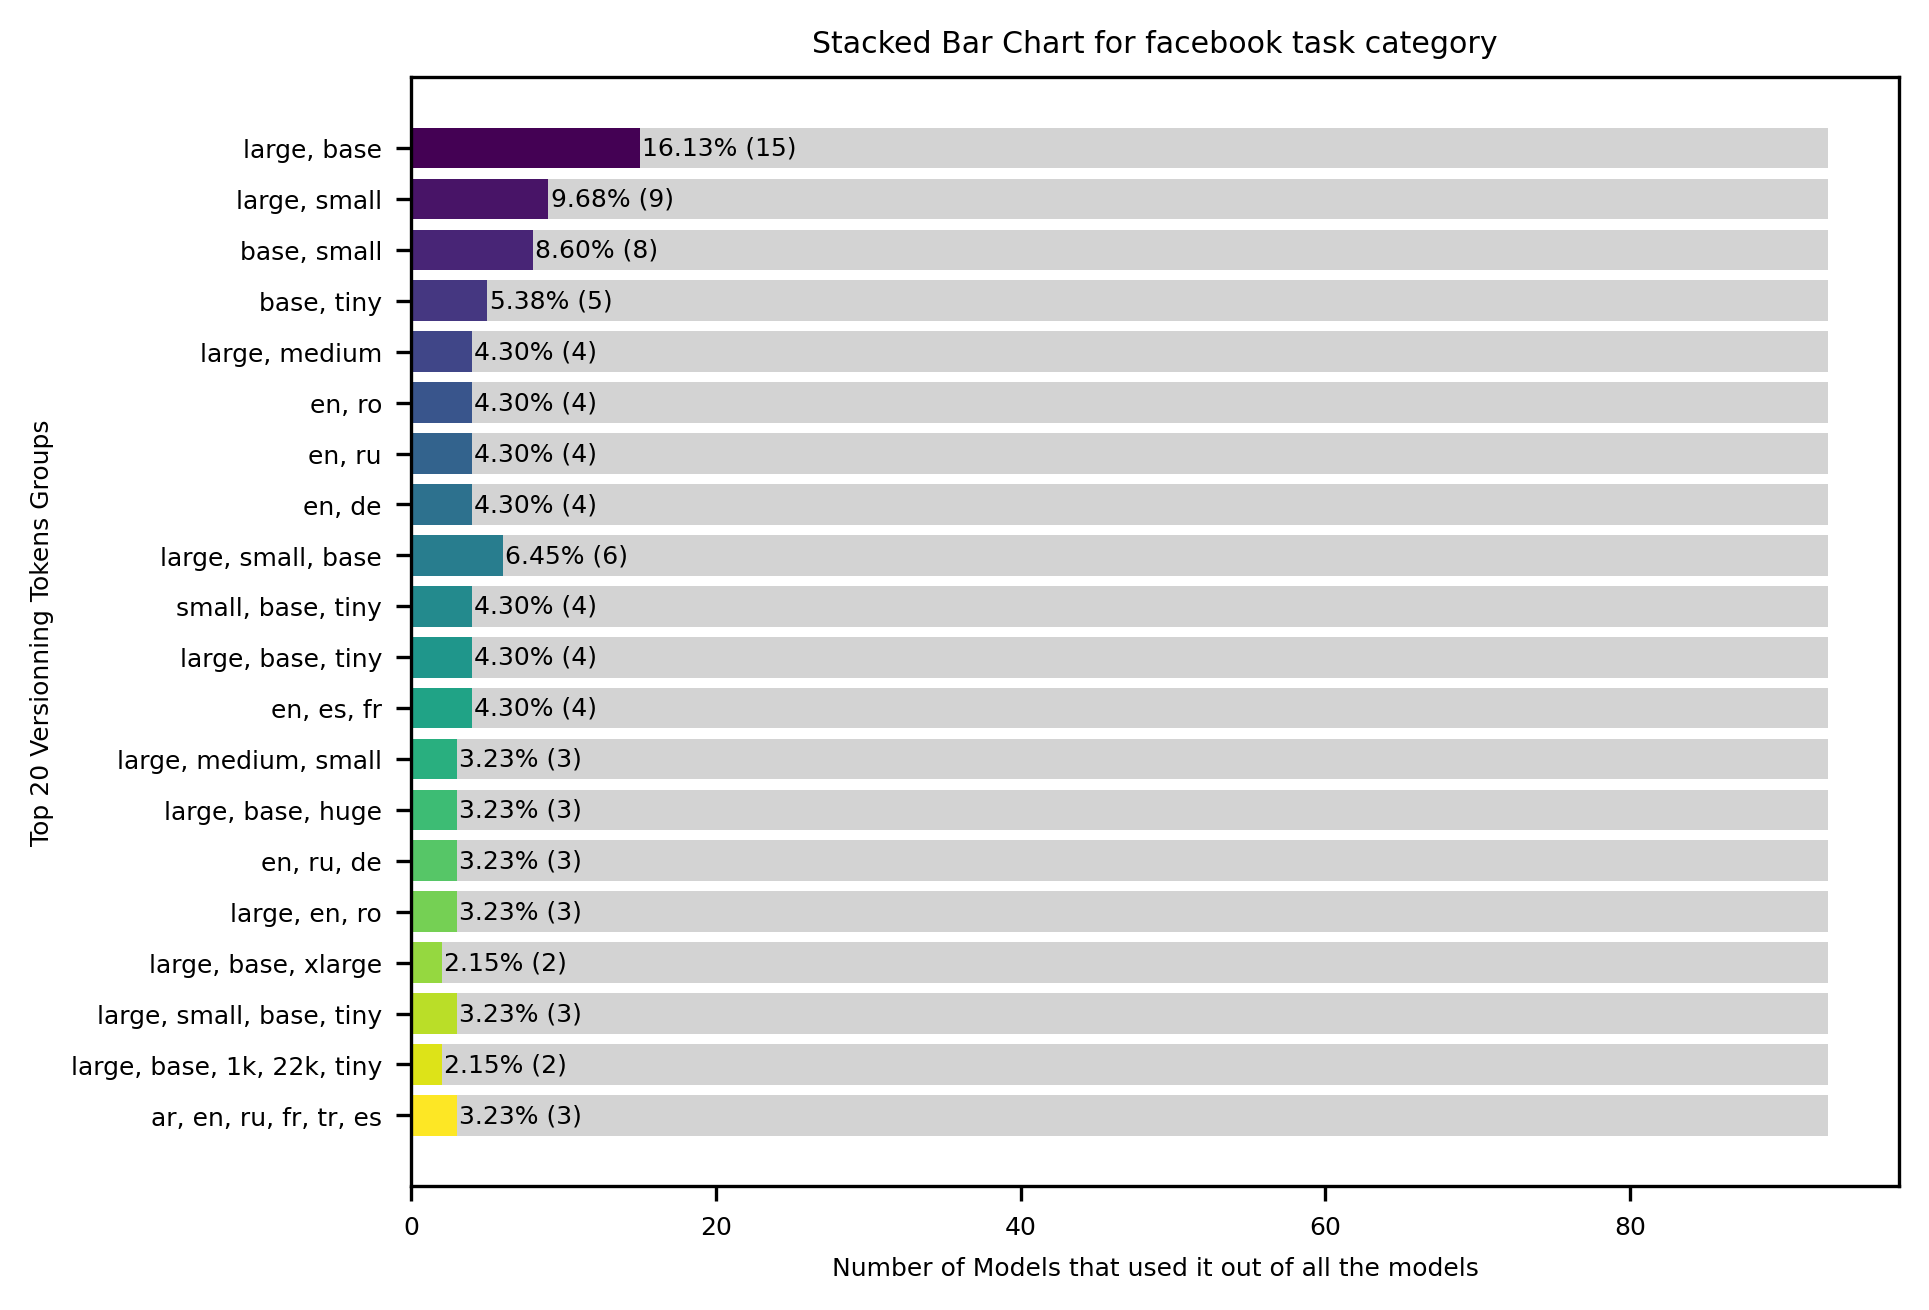 Stacked Bar Chart for facebook task category
Top 20 Versionning Tokens Groups
large, base 16.13% (15)
large, small 9.68% (9)
base, small 8.60% (8)
base, tiny 5.38% (5)
large, medium 4.30% (4)
en, ro 4.30% (4)
en, ru 4.30% (4)
en, de 4.30% (4)
large, small, base 6.45% (6)
small, base, tiny 4.30% (4)
large, base, tiny 4.30% (4)
en, es, fr 4.30% (4)
large, medium, small 3.23% (3)
large, base, huge 3.23% (3)
en, ru, de 3.23% (3)
large, en, ro 3.23% (3)
large, base, xlarge 2.15% (2)
large, small, base, tiny 3.23% (3)
large, base, 1k, 22k, tiny 2.15% (2)
ar, en, ru, fr, tr, es 3.23% (3)
0 20 40 60 80
Number of Models that used it out of all the models